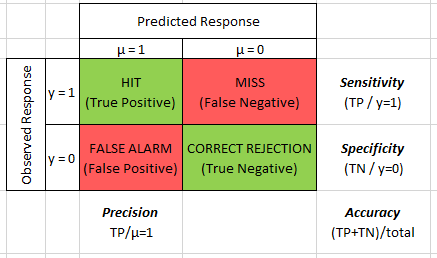 Predicted Response
μ = 1 μ = 0
Observed Response
y = 1
HIT
(True Positive)
MISS
(False Negative)
Sensitivity
(TP / y=1)
y = 0
FALSE ALARM
(False Positive)
CORRECT REJECTION
(True Negative)
Specificity
(TN / y=0)
Precision
TP/μ=1
Accuracy
(TP+TN)/total